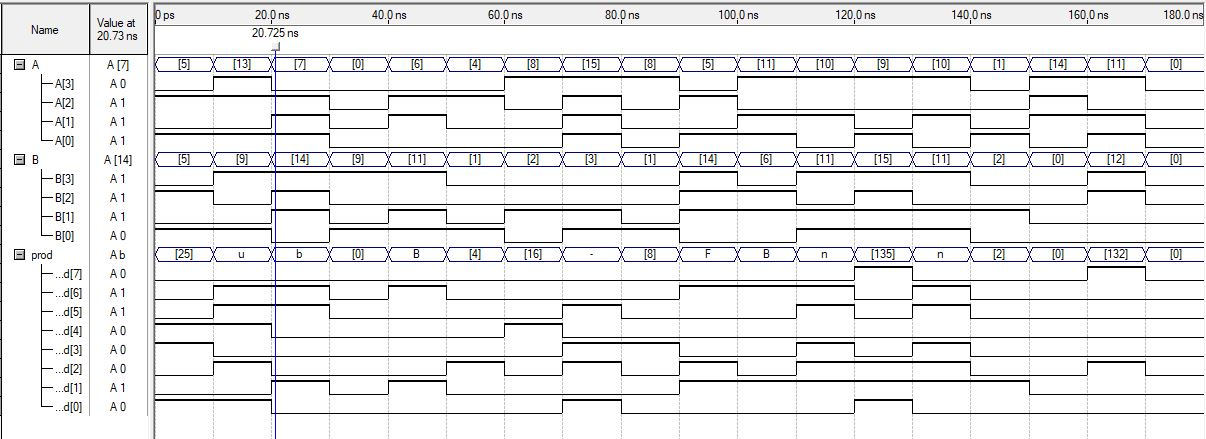 Name Value at 20.73 ns 0 ps 20.0 ns 40.0 ns 60.0 ns 80.0 ns 100.0 ns 120.0 ns 140.0 ns 160.0 ns 180.0 ns
20.725 ns
A A [7] [5] [13] [7] [0] [6] [4] [8] [15] [8] [5] [11] [10] [9] [10] [1] [14] [11] [0]
A[3] A 0
A[2] A 1
A[1] A 1
A[0] A 1
B A [14] [5] [9] [14] [9] [11] [1] [2] [3] [1] [14] [6] [11] [15] [11] [2] [0] [12] [0]
B[3] A 1
B[2] A 1
B[1] A 1
B[0] A 0
prod A b [25] u b [0] B [4] [16] - [8] F B n [135] n [2] [0] [132] [0]
...d[7] A 0
...d[6] A 1
...d[5] A 1
...d[4] A 0
...d[3] A 0
...d[2] A 0
...d[1] A 1
...d[0] A 0